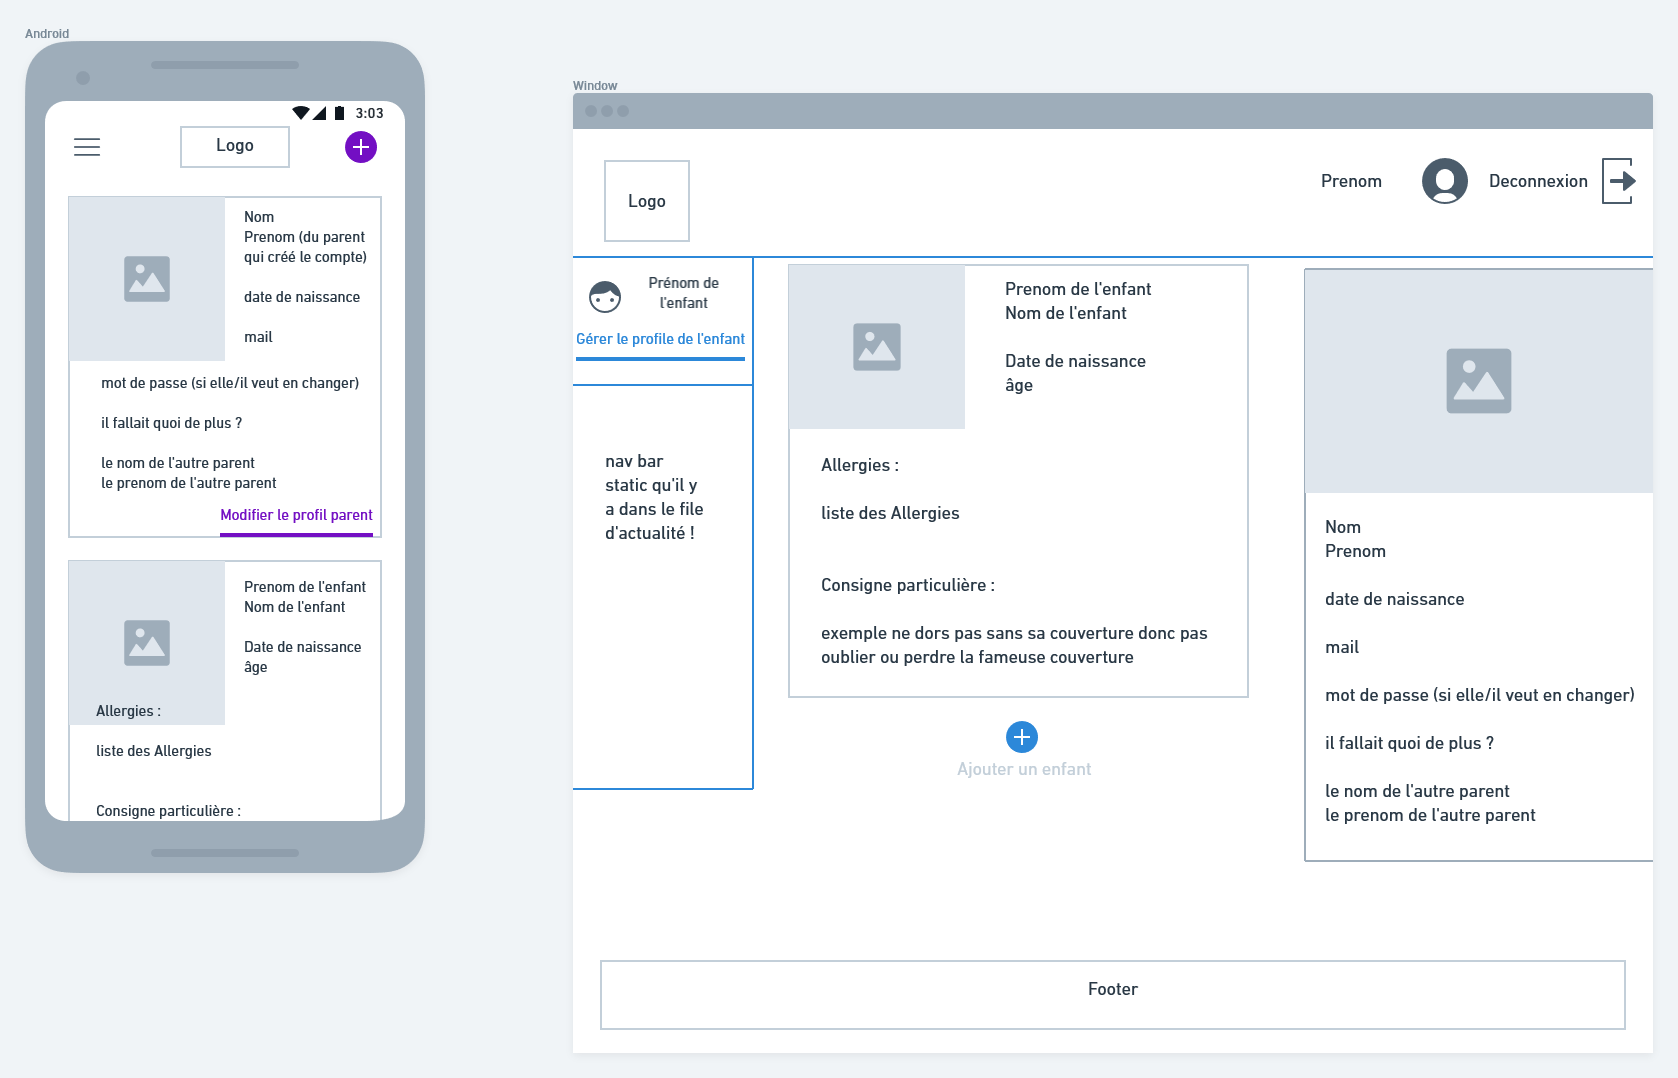 Android
3:03
Logo
Nom
Prenom (du parent
qui créé le compte)
date de naissance
mail
mot de passe (si elle/il veut en changer)
il fallait quoi de plus ?
le nom de l'autre parent
le prenom de l'autre parent
Modifier le profil parent
Prenom de l'enfant
Nom de l'enfant
Date de naissance
âge
Allergies :
liste des Allergies
Consigne particulière :
Window
Logo
Prenom
Deconnexion
Prénom de
l'enfant
Gérer le profile de l'enfant
nav bar
static qu'il y
a dans le file
d'actualité !
Prenom de l'enfant
Nom de l'enfant
Date de naissance
âge
Allergies :
liste des Allergies
Consigne particulière :
exemple ne dors pas sans sa couverture donc pas
oublier ou perdre la fameuse couverture
Ajouter un enfant
Nom
Prenom
date de naissance
mail
mot de passe (si elle/il veut en changer)
il fallait quoi de plus ?
le nom de l'autre parent
le prenom de l'autre parent
Footer